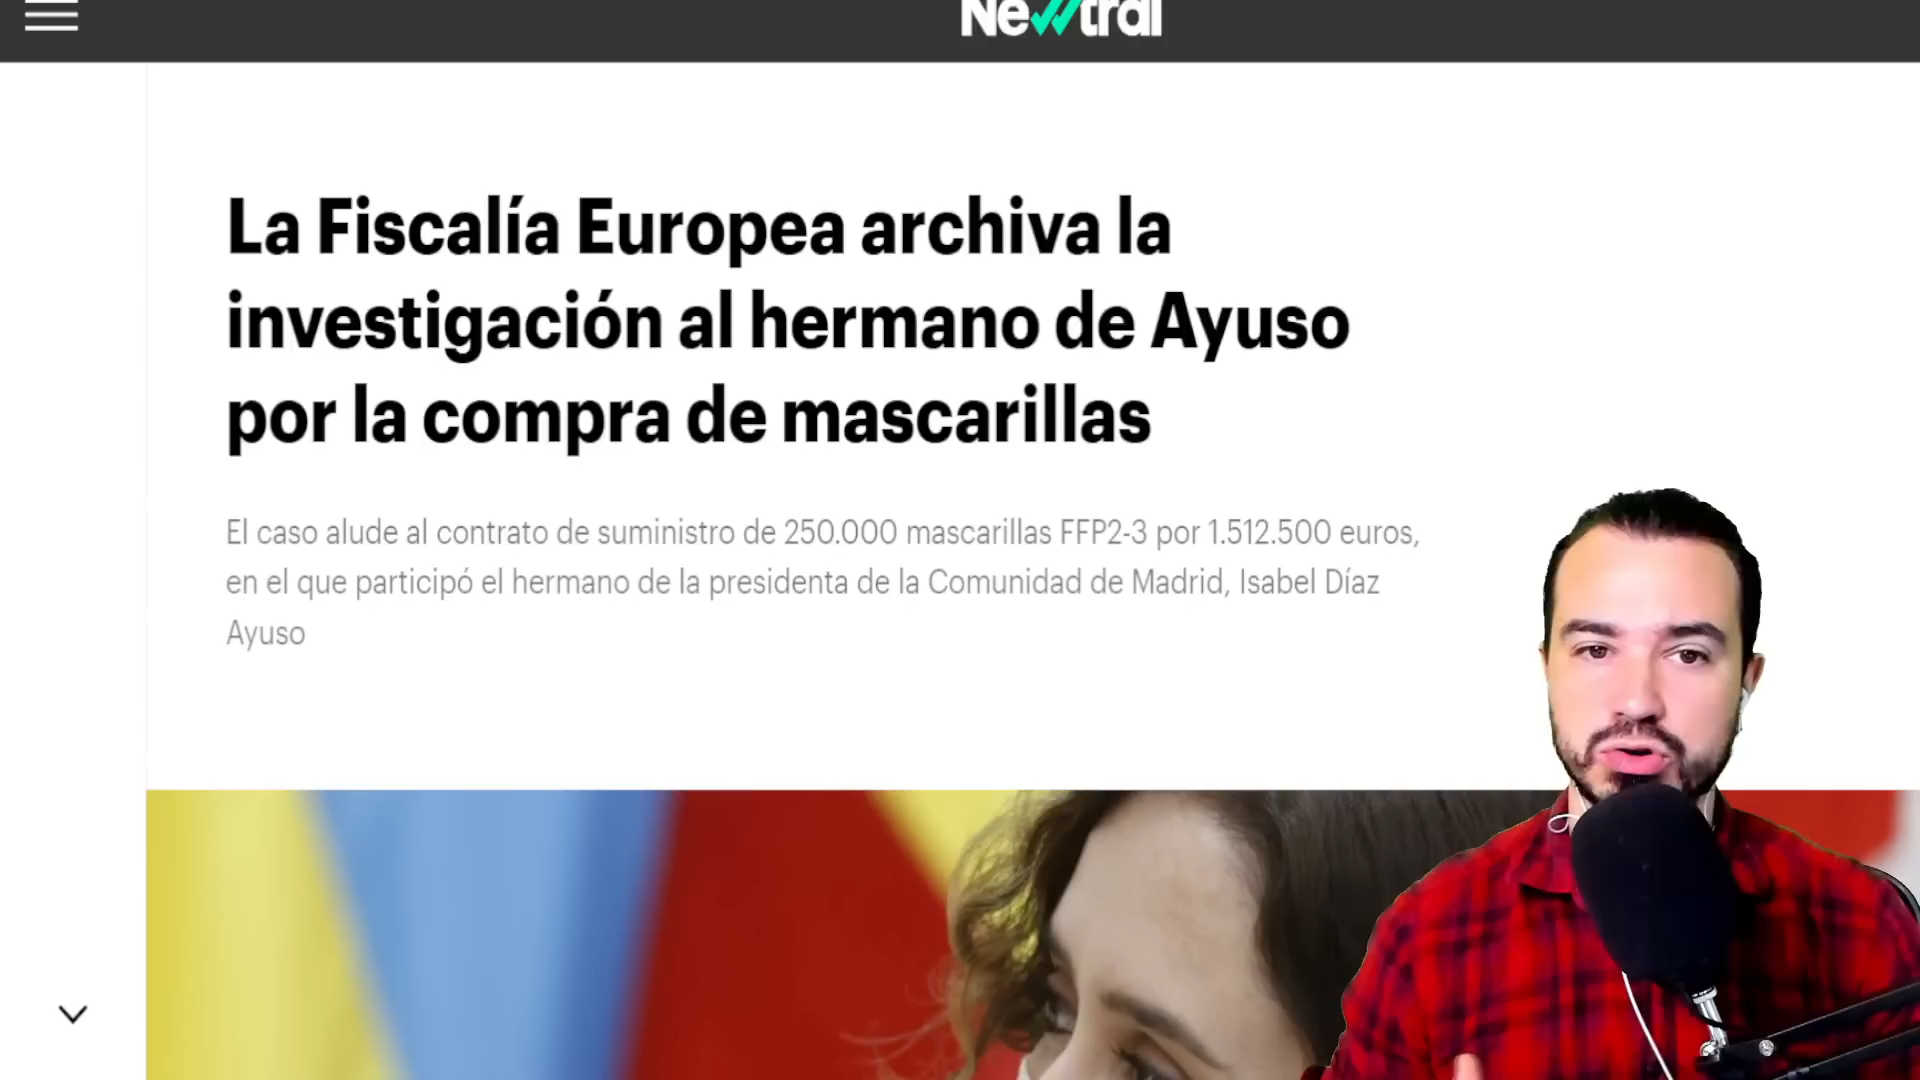 Newtral
La Fiscalía Europea archiva la
investigación al hermano de Ayuso
por la compra de mascarillas
El caso alude al contrato de suministro de 250.000 mascarillas FFP2-3 por 1.512.500 euros,
en el que participó el hermano de la presidenta de la Comunidad de Madrid, Isabel Díaz
Ayuso